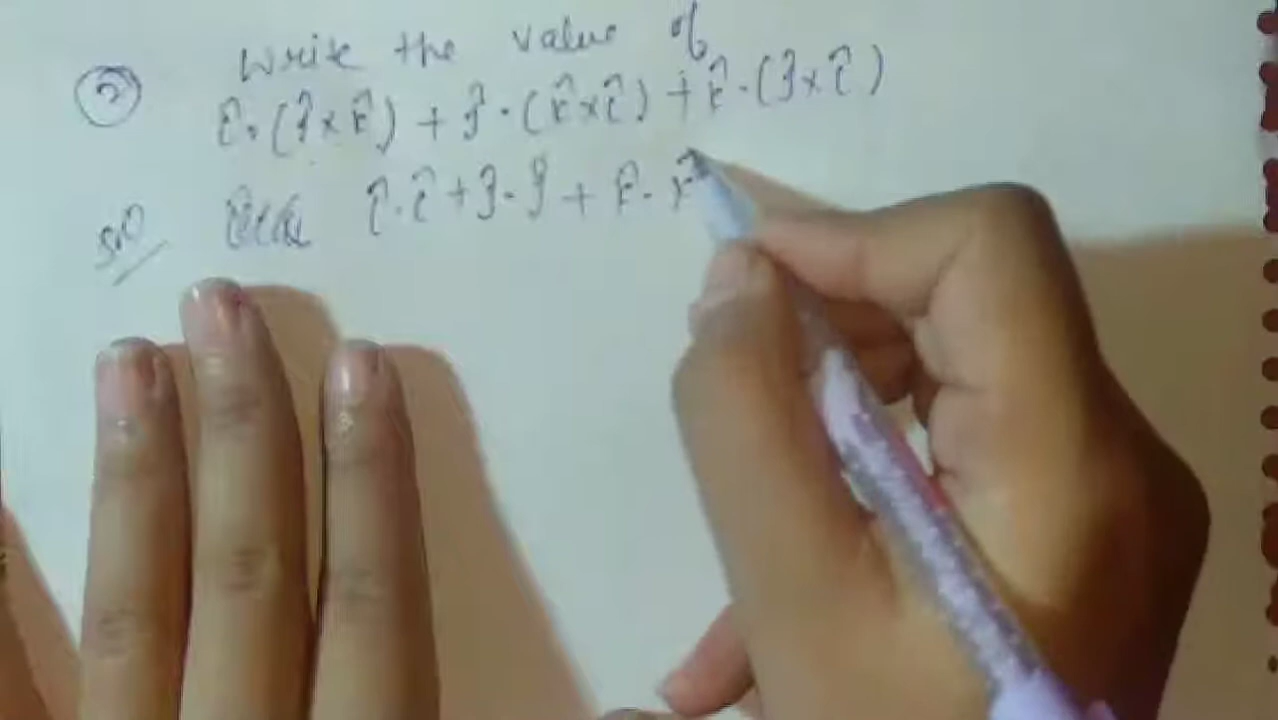 ② Write the value of
î.(ĵ×k̂) + ĵ.(k̂×î) + k̂.(ĵ×î)
Sol î.î + ĵ.ĵ + k̂.k̂